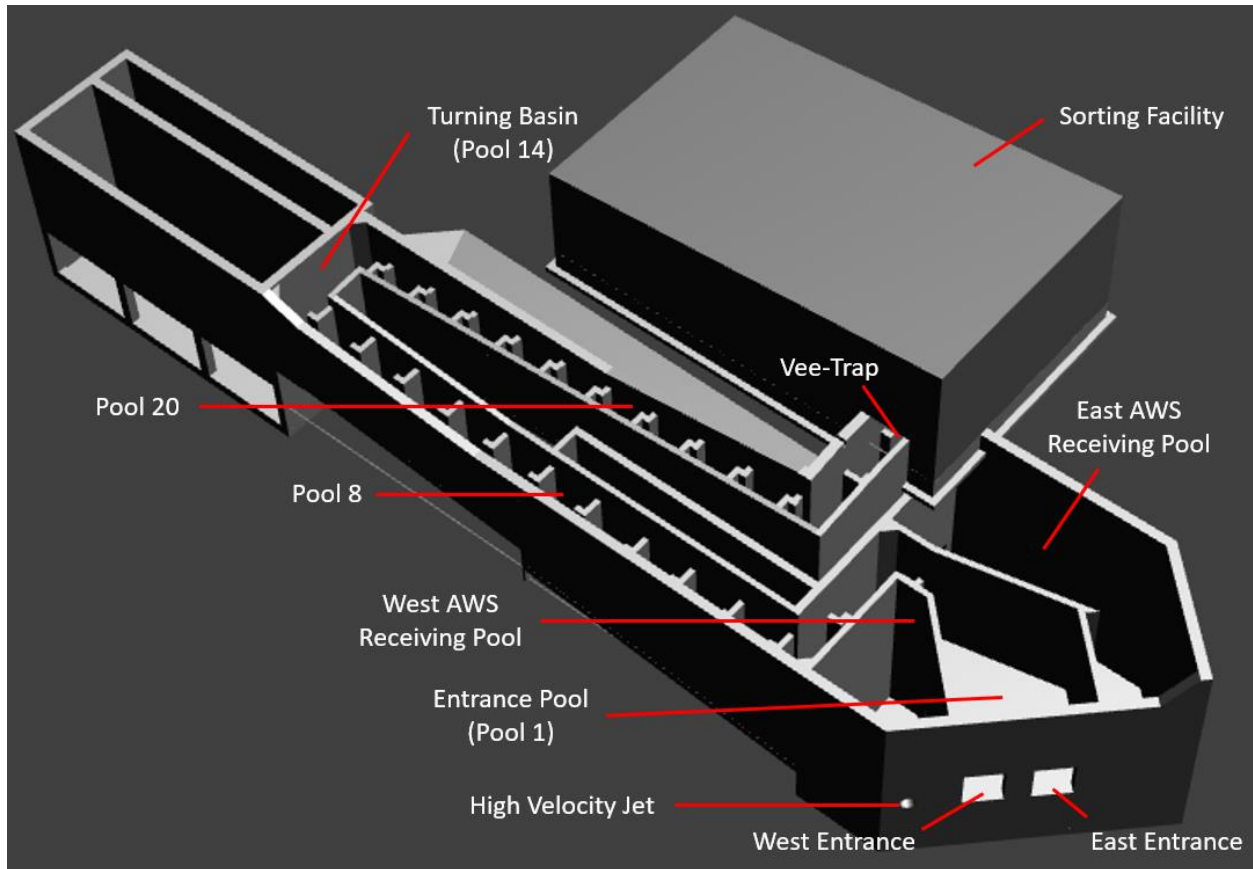 Turning Basin
(Pool 14)
Sorting Facility
Vee-Trap
Pool 20
East AWS
Receiving Pool
Pool 8
West AWS
Receiving Pool
Entrance Pool
(Pool 1)
High Velocity Jet
West Entrance
East Entrance